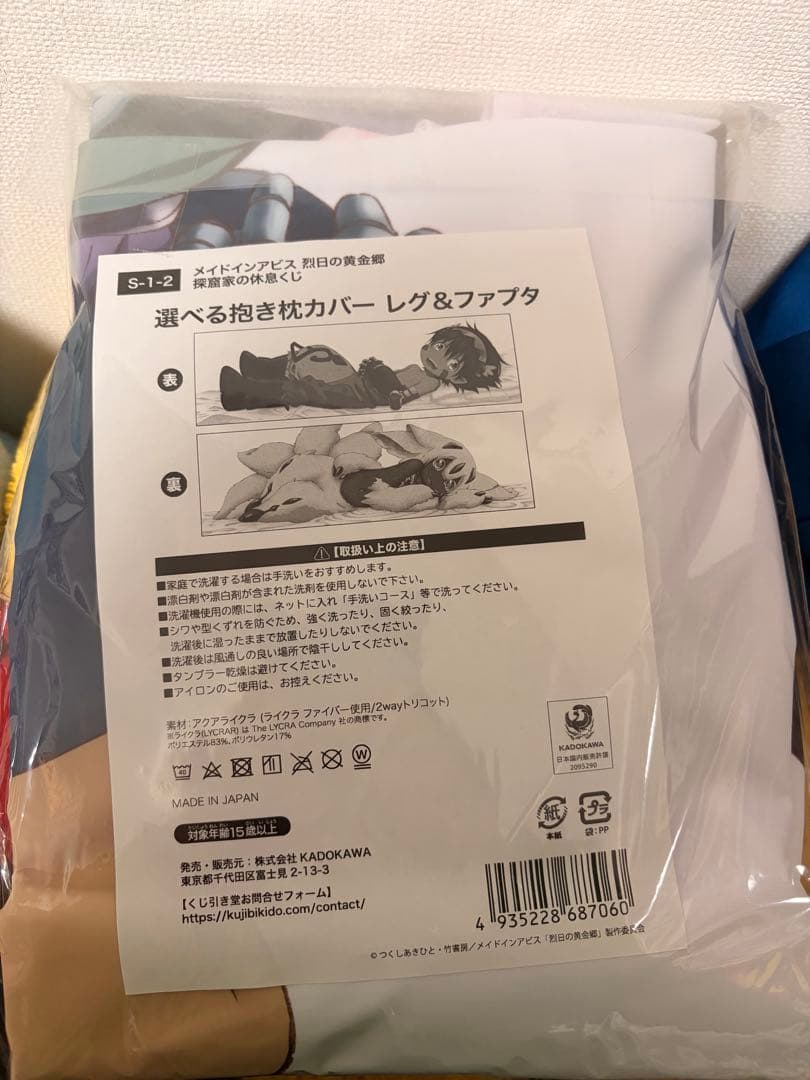 S-1-2
メイドインアビス 烈日の黄金郷
探窟家の休息くじ
選べる抱き枕カバー レグ&ファプタ
表
裏
【取扱い上の注意】
■家庭で洗濯する場合は手洗いをおすすめします。
■漂白剤や漂白剤が含まれた洗剤を使用しないで下さい。
■洗濯機使用の際には、ネットに入れ「手洗いコース」等で洗ってください。
■シワや型くずれを防ぐため、強く洗ったり、固く絞ったり、
洗濯後に湿ったままで放置したりしないでください。
■洗濯後は風通しの良い場所で陰干ししてください。
■タンブラー乾燥は避けてください。
■アイロンのご使用は、お控えください。
素材:アクアライクラ (ライクラ ファイバー使用/2wayトリコット)
※ライクラ(LYCRAR) は The LYCRA Company 社の商標です。
ポリエステル83%、ポリウレタン17%
40
W
MADE IN JAPAN
対象年齢15歳以上
発売・販売元:株式会社 KADOKAWA
東京都千代田区富士見 2-13-3
【くじ引き堂お問合せフォーム】
https://kujibikido.com/contact/
KADOKAWA
日本国内販売許諾
2095290
紙
本紙
プラ
袋:PP
4 935228 687060
©つくしあきひと・竹書房/メイドインアビス「烈日の黄金郷」製作委員会